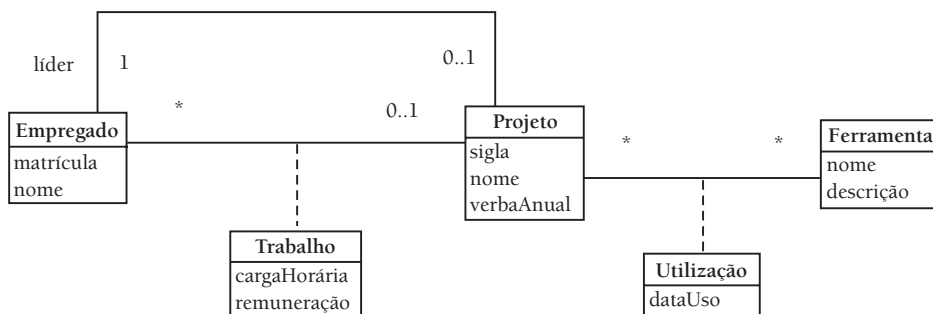 líder
1
0..1
*
0..1
Empregado
matrícula
nome
Projeto
sigla
nome
verbaAnual
*
*
Ferramenta
nome
descrição
Trabalho
cargaHorária
remuneração
Utilização
dataUso